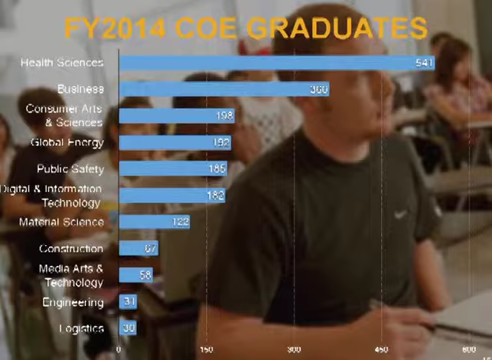 FY2014 COE GRADUATES
Health Sciences 541
Business 360
Consumer Arts
& Sciences 198
Global Energy 192
Public Safety 185
Digital & Information
Technology 182
Material Science 122
Construction 67
Media Arts &
Technology 58
Engineering 31
Logistics 30
0 150 300 450 600